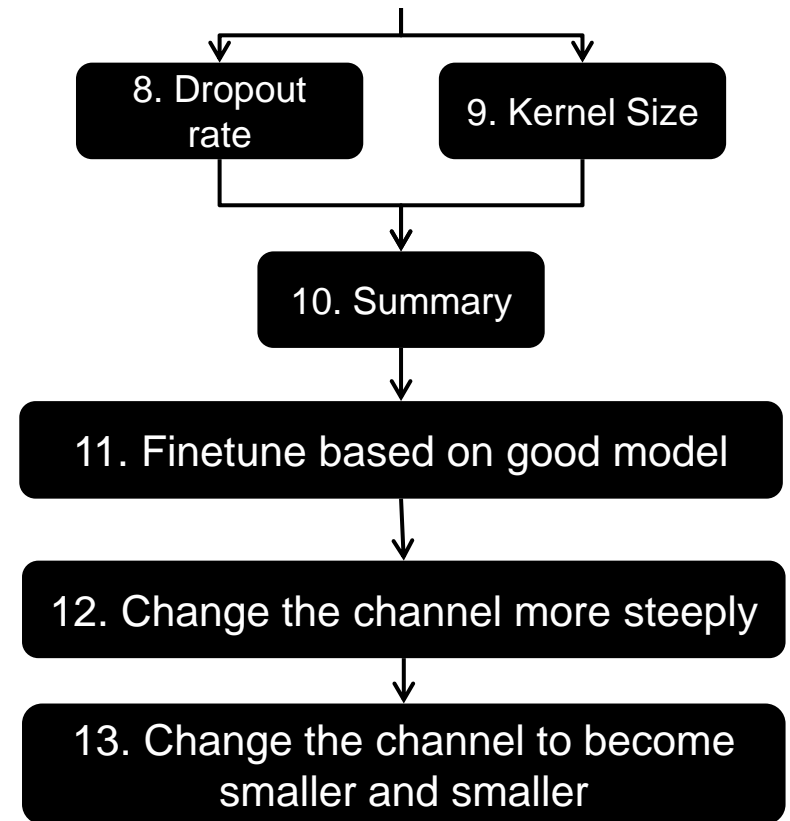 8. Dropout
rate
9. Kernel Size
10. Summary
11. Finetune based on good model
12. Change the channel more steeply
13. Change the channel to become
smaller and smaller